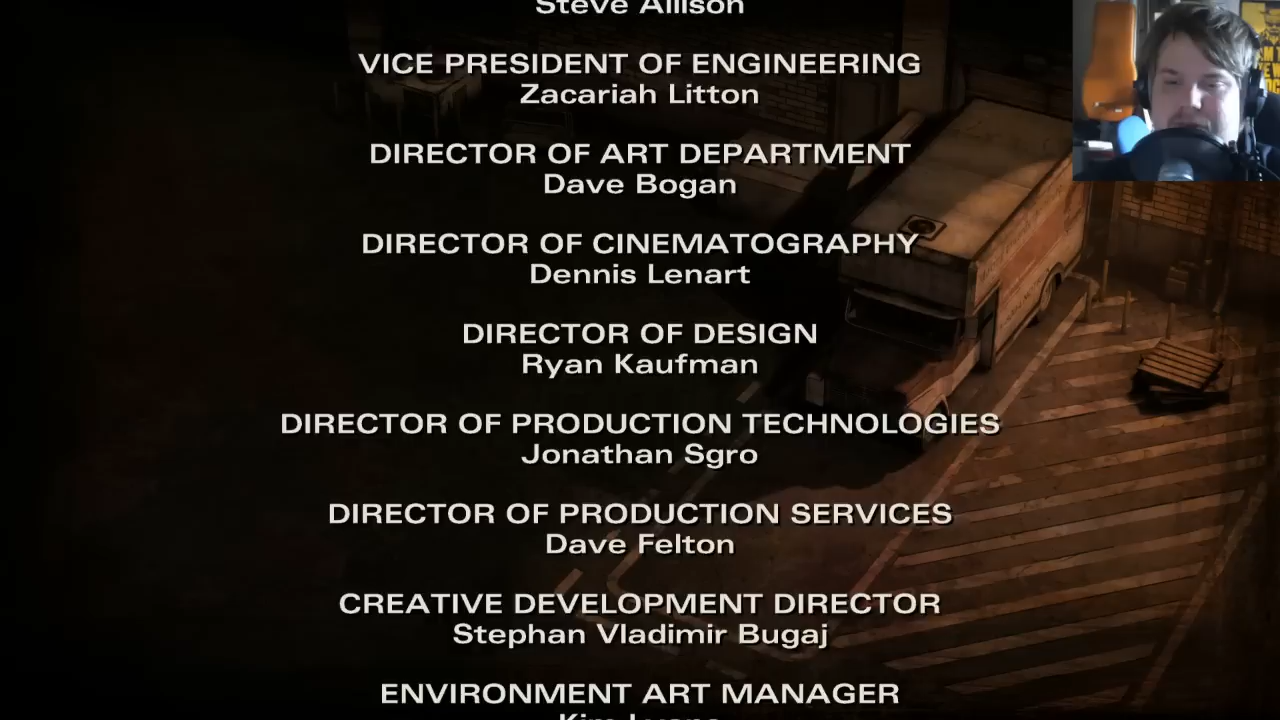 Steve Allison
VICE PRESIDENT OF ENGINEERING
Zacariah Litton
DIRECTOR OF ART DEPARTMENT
Dave Bogan
DIRECTOR OF CINEMATOGRAPHY
Dennis Lenart
DIRECTOR OF DESIGN
Ryan Kaufman
DIRECTOR OF PRODUCTION TECHNOLOGIES
Jonathan Sgro
DIRECTOR OF PRODUCTION SERVICES
Dave Felton
CREATIVE DEVELOPMENT DIRECTOR
Stephan Vladimir Bugaj
ENVIRONMENT ART MANAGER